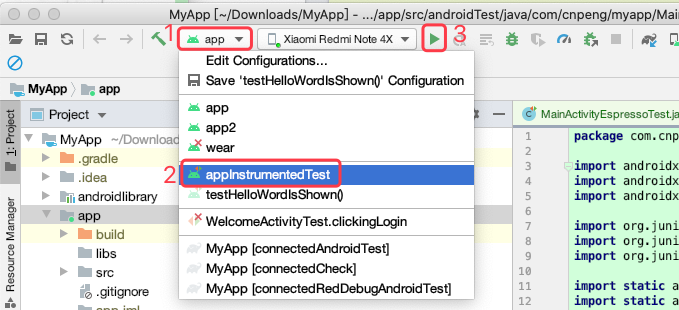 MyApp [~/Downloads/MyApp] - .../app/src/androidTest/java/com/cnpeng/myapp/Mai
1
app
Xiaomi Redmi Note 4X
3
MyApp
app
Edit Configurations...
Save 'testHelloWordIsShown()' Configuration
app
app2
wear
2
appInstrumentedTest
testHelloWordIsShown()
WelcomeActivityTest.clickingLogin
MyApp [connectedAndroidTest]
MyApp [connectedCheck]
MyApp [connectedRedDebugAndroidTest]
1: Project
Resource Manager
Project
MyApp ~/Downloa
.gradle
.idea
androidlibrary
app
build
libs
src
.gitignore
MainActivityEspressoTest.ja
1 package com.cnp
2
3 import androidx
4 import androidx
5 import androidx
6
7 import org.juni
8 import org.juni
9 import org.juni
10
11 import static a
12 import static a